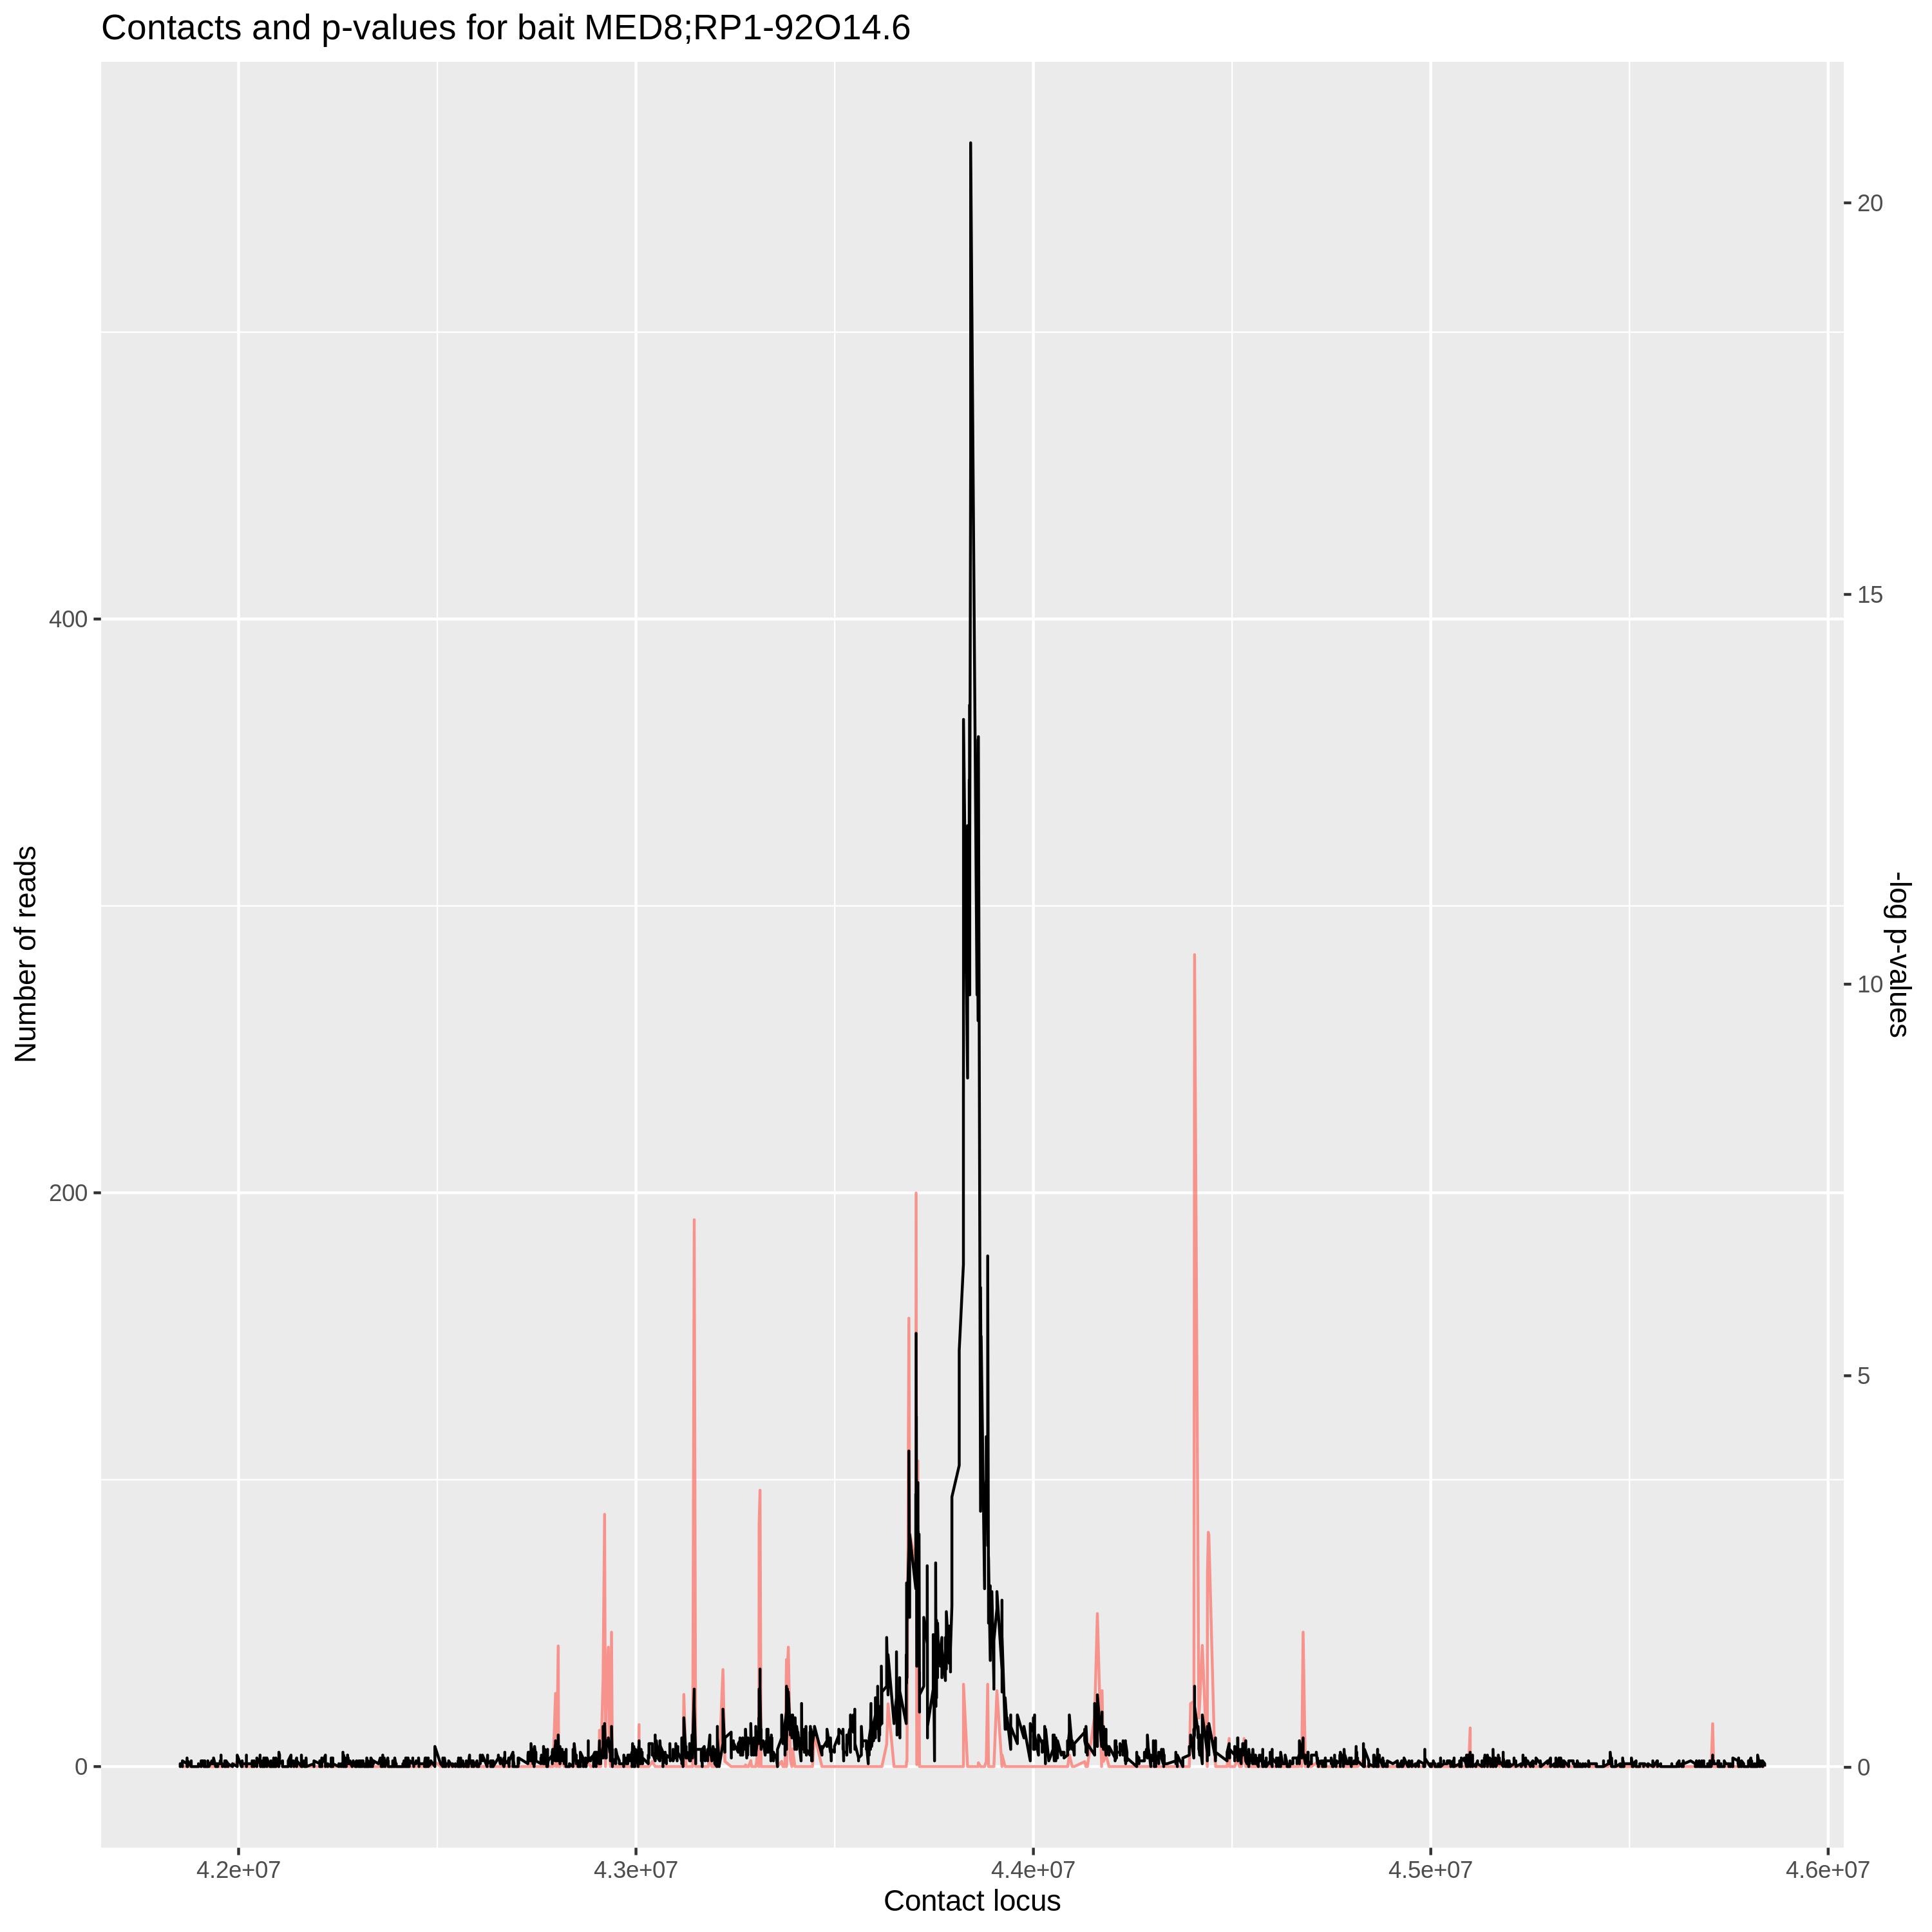 Contacts and p-values for bait MED8;RP1-92O14.6
Number of reads
400
200
0
20
15
10
5
0
-log p-values
4.2e+07
4.3e+07
4.4e+07
4.5e+07
4.6e+07
Contact locus